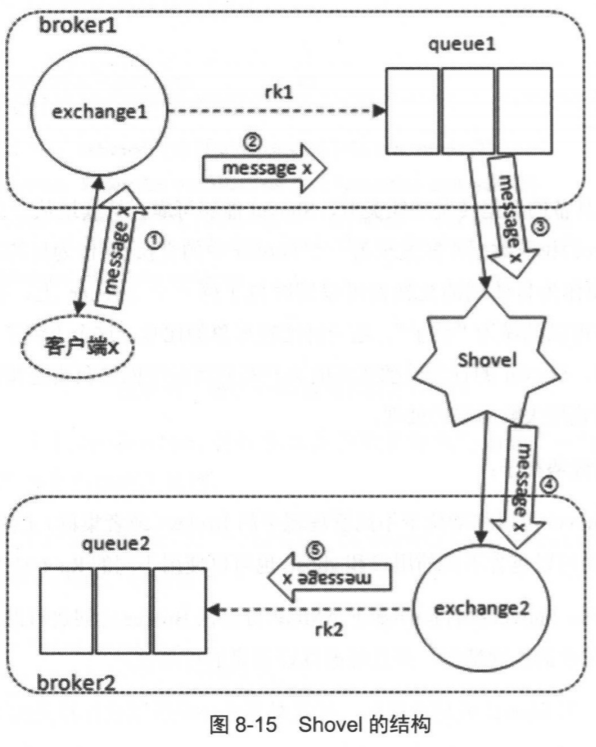 broker1
queue1
exchange1
rk1
②
message x
message x
③
message x
①
客户端x
Shovel
message x
④
queue2
⑤
message x
exchange2
rk2
broker2
图 8-15 Shovel 的结构